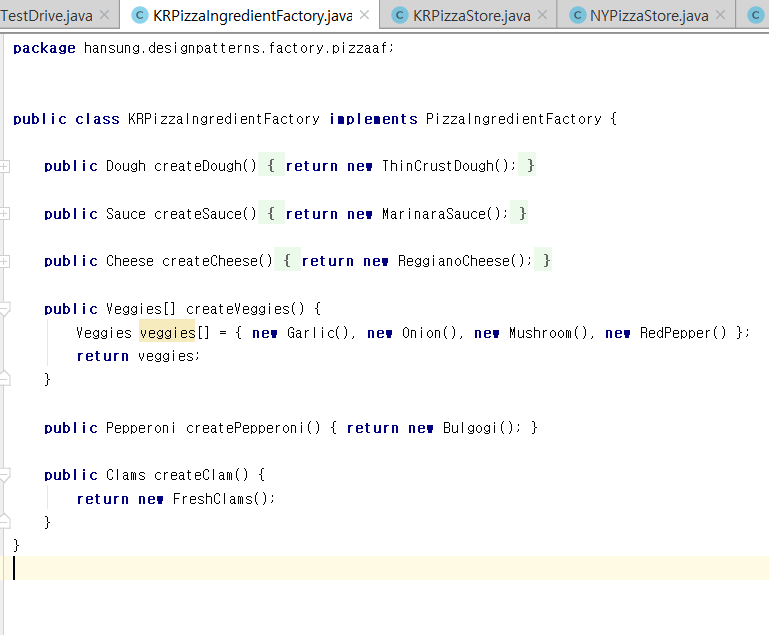 TestDrive.java × C KRPizzaIngredientFactory.java × C KRPizzaStore.java × C NYPizzaStore.java × C
package hansung.designpatterns.factory.pizzaaf;
public class KRPizzaIngredientFactory implements PizzaIngredientFactory {
public Dough createDough() { return new ThinCrustDough(); }
public Sauce createSauce() { return new MarinaraSauce(); }
public Cheese createCheese() { return new ReggianoCheese(); }
public Veggies[] createVeggies() {
Veggies veggies[] = { new Garlic(), new Onion(), new Mushroom(), new RedPepper() };
return veggies;
}
public Pepperoni createPepperoni() { return new Bulgogi(); }
public Clams createClam() {
return new FreshClams();
}
}